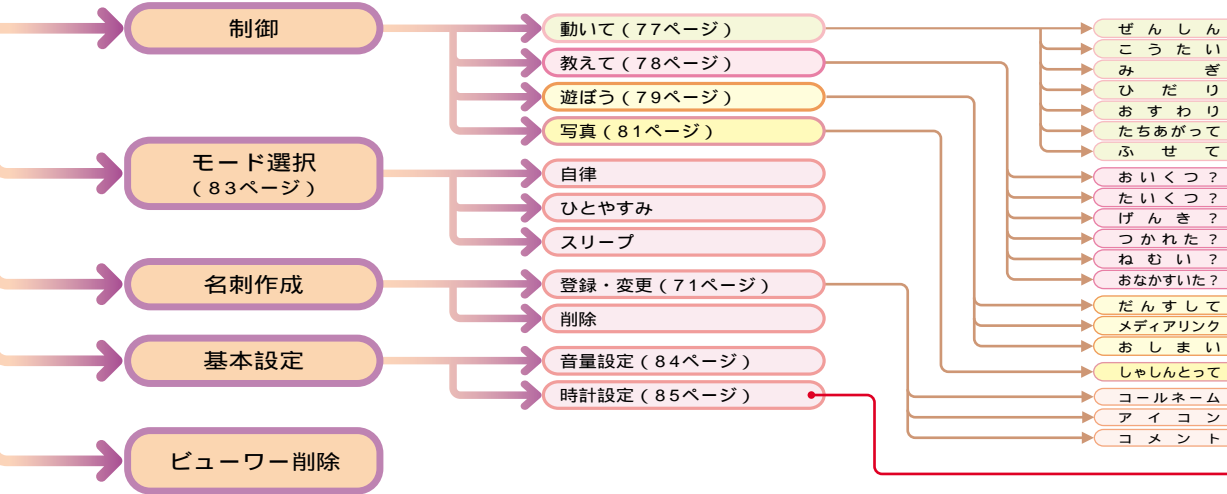 制御
動いて（77ページ）
教えて（78ページ）
遊ぼう（79ページ）
写真（81ページ）
モード選択
（83ページ）
自律
ひとやすみ
スリープ
名刺作成
登録・変更（71ページ）
削除
基本設定
音量設定（84ページ）
時計設定（85ページ）
ビューワー削除
ぜんしん
こうたい
みぎ
ひだり
おすわり
たちあがって
ふせて
おいくつ？
たいくつ？
げんき？
つかれた？
ねむい？
おなかすいた？
だんすして
メディアリンク
おしまい
しゃしんとって
コールネーム
アイコン
コメント